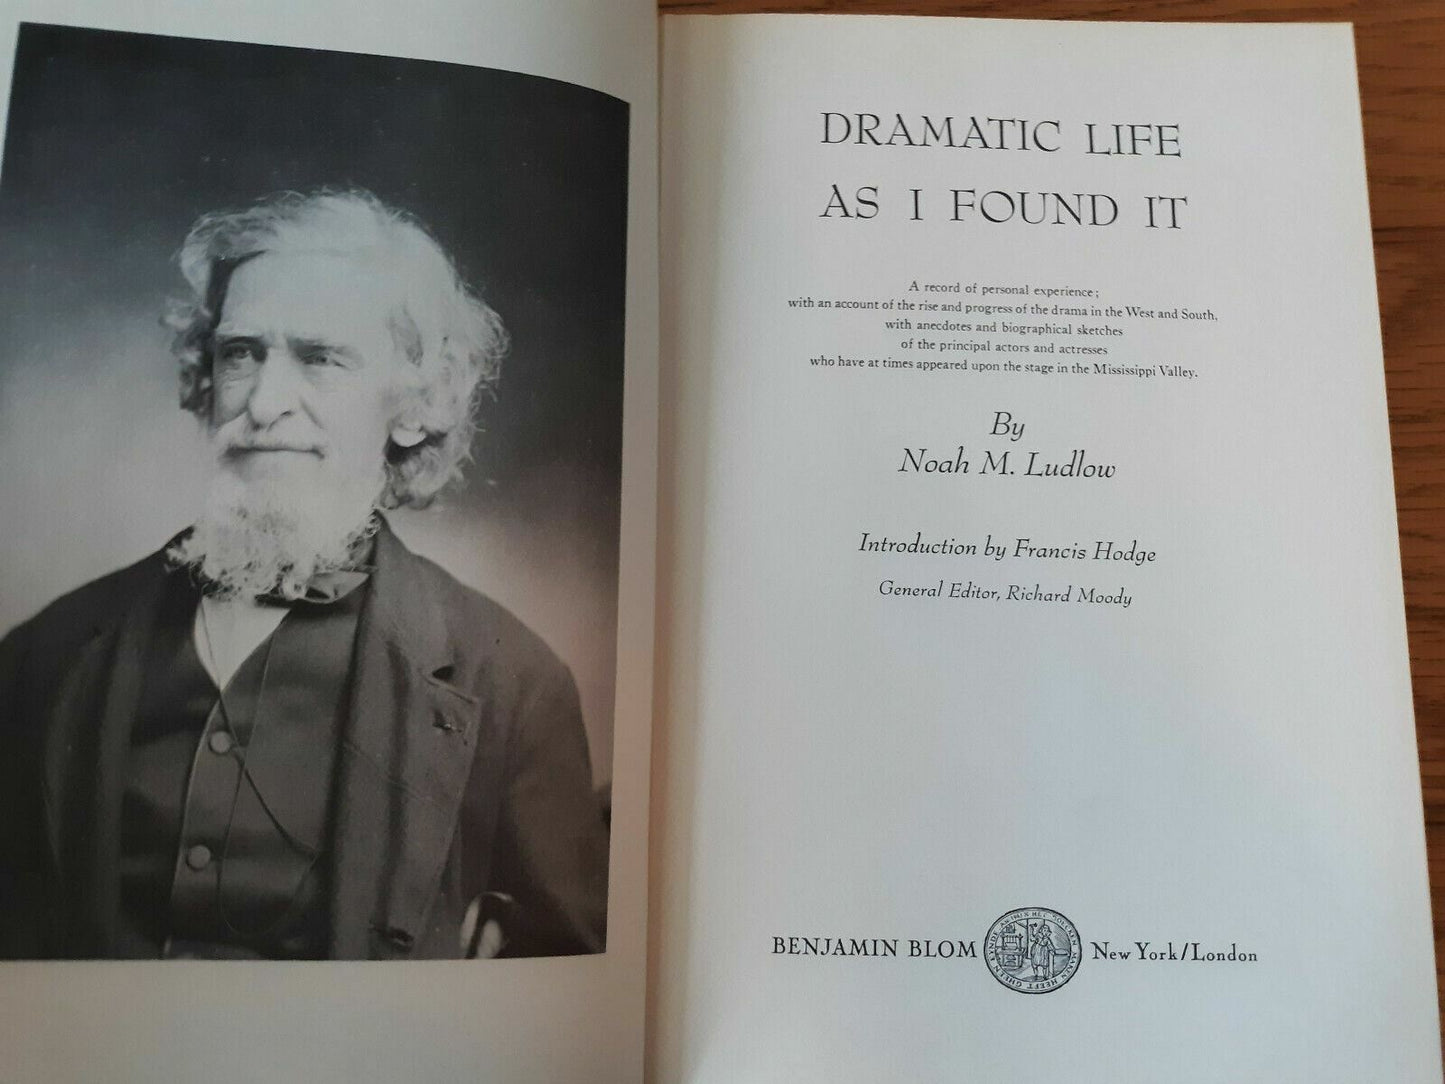 DRAMATIC LIFE
AS I FOUND IT
A record of personal experience;
with an account of the rise and progress of the drama in the West and South,
with anecdotes and biographical sketches
of the principal actors and actresses
who have at times appeared upon the stage in the Mississippi Valley.
By
Noah M. Ludlow
Introduction by Francis Hodge
General Editor, Richard Moody
BENJAMIN BLOM
New York/London